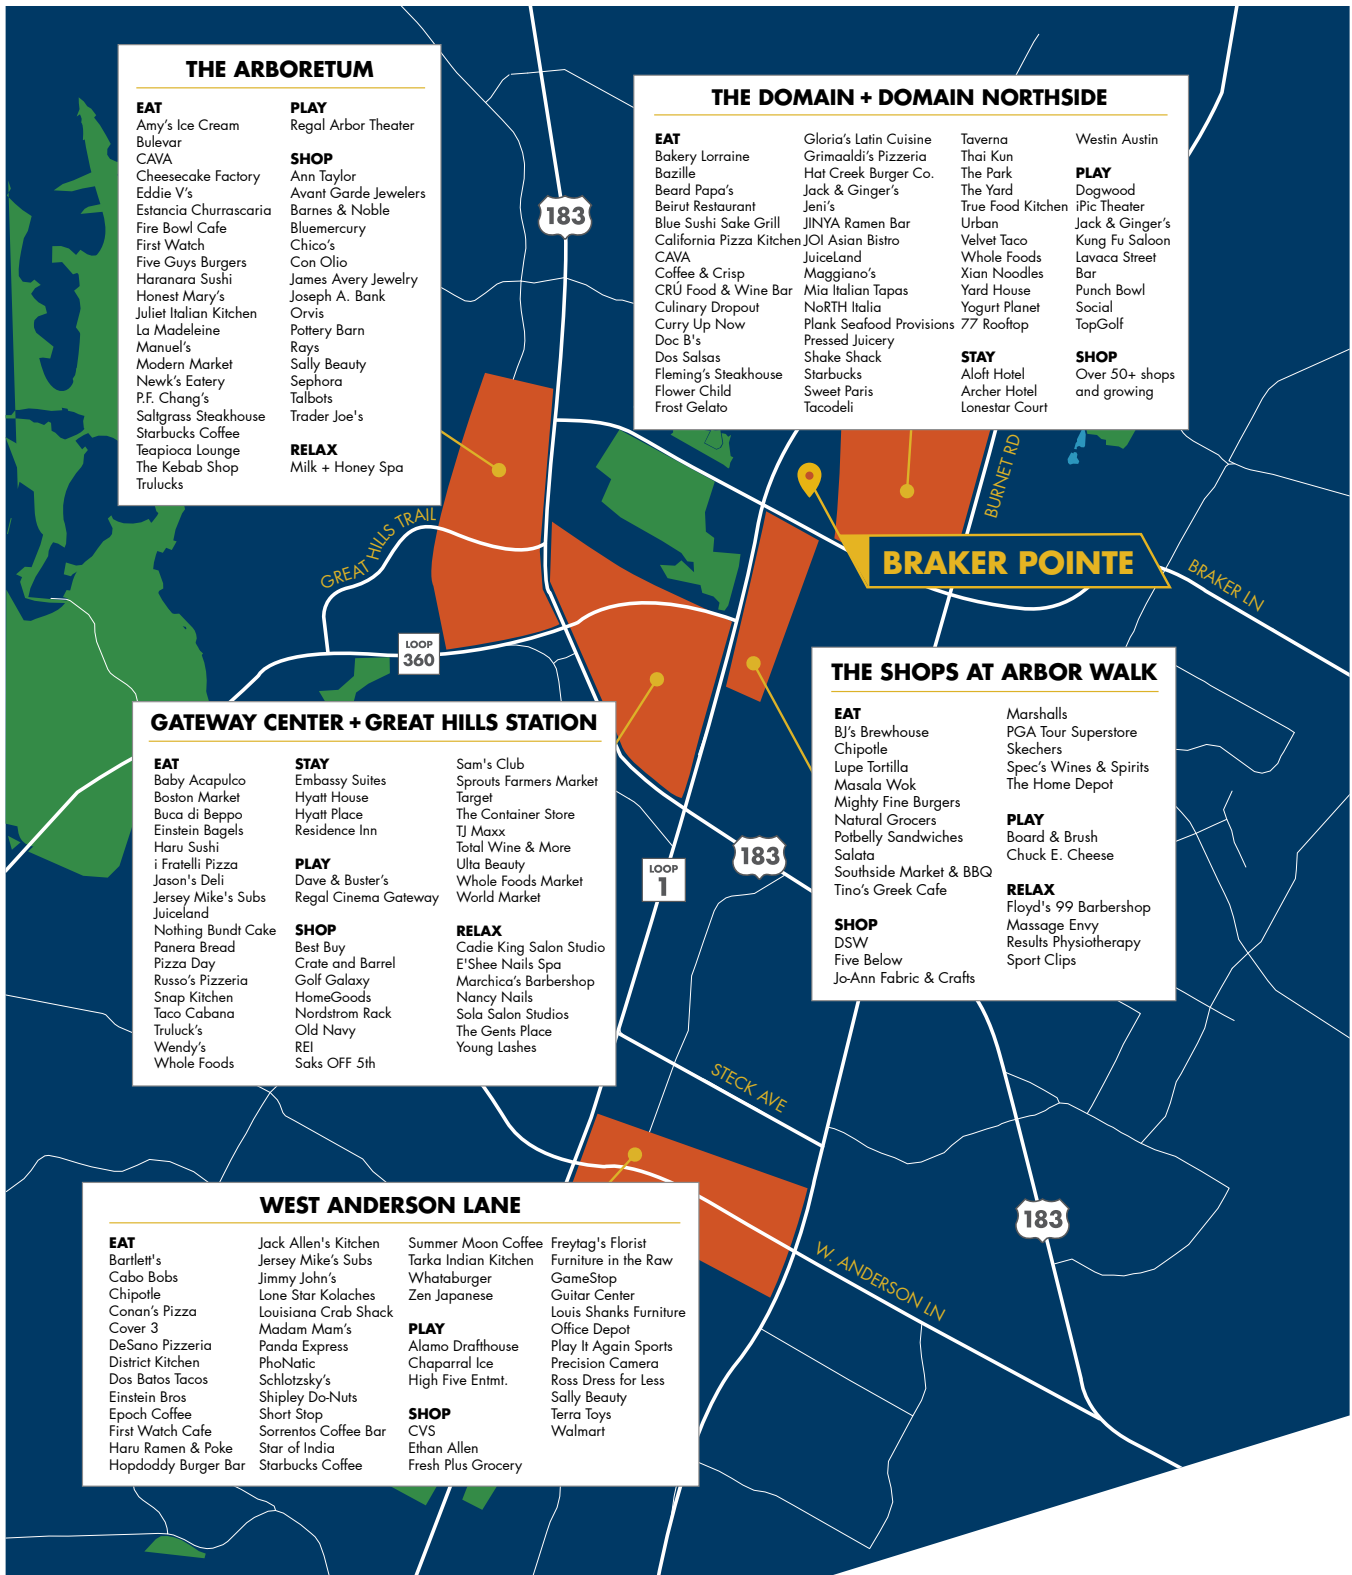 THE ARBORETUM
EAT
Amy's Ice Cream
Bulevar
CAVA
Cheesecake Factory
Eddie V's
Estancia Churrascaria
Fire Bowl Cafe
First Watch
Five Guys Burgers
Haranara Sushi
Honest Mary's
Juliet Italian Kitchen
La Madeleine
Manuel's
Modern Market
Newk's Eatery
P.F. Chang's
Saltgrass Steakhouse
Starbucks Coffee
Teapioca Lounge
The Kebab Shop
Trulucks
PLAY
Regal Arbor Theater
SHOP
Ann Taylor
Avant Garde Jewelers
Barnes & Noble
Bluemercury
Chico's
Con Olio
James Avery Jewelry
Joseph A. Bank
Orvis
Pottery Barn
Rays
Sally Beauty
Sephora
Talbots
Trader Joe's
RELAX
Milk + Honey Spa
183
THE DOMAIN + DOMAIN NORTHSIDE
EAT
Bakery Lorraine
Bazille
Beard Papa's
Beirut Restaurant
Blue Sushi Sake Grill
California Pizza Kitchen
CAVA
Coffee & Crisp
CRÚ Food & Wine Bar
Culinary Dropout
Curry Up Now
Doc B's
Dos Salsas
Fleming's Steakhouse
Flower Child
Frost Gelato
Gloria's Latin Cuisine
Grimaaldi's Pizzeria
Hat Creek Burger Co.
Jack & Ginger's
Jeni's
JINYA Ramen Bar
JOI Asian Bistro
JuiceLand
Maggiano's
Mia Italian Tapas
NoRTH Italia
Plank Seafood Provisions
Pressed Juicery
Shake Shack
Starbucks
Sweet Paris
Tacodeli
Taverna
Thai Kun
The Park
The Yard
True Food Kitchen
Urban
Velvet Taco
Whole Foods
Xian Noodles
Yard House
Yogurt Planet
77 Rooftop
STAY
Aloft Hotel
Archer Hotel
Lonestar Court
Westin Austin
PLAY
Dogwood
iPic Theater
Jack & Ginger's
Kung Fu Saloon
Lavaca Street
Bar
Punch Bowl
Social
TopGolf
SHOP
Over 50+ shops
and growing
BURNET RD
GREAT HILLS TRAIL
BRAKER POINTE
BRAKER LN
LOOP
360
THE SHOPS AT ARBOR WALK
EAT
BJ's Brewhouse
Chipotle
Lupe Tortilla
Masala Wok
Mighty Fine Burgers
Natural Grocers
Potbelly Sandwiches
Salata
Southside Market & BBQ
Tino's Greek Cafe
SHOP
DSW
Five Below
Jo-Ann Fabric & Crafts
Marshalls
PGA Tour Superstore
Skechers
Spec's Wines & Spirits
The Home Depot
PLAY
Board & Brush
Chuck E. Cheese
RELAX
Floyd's 99 Barbershop
Massage Envy
Results Physiotherapy
Sport Clips
GATEWAY CENTER + GREAT HILLS STATION
EAT
Baby Acapulco
Boston Market
Buca di Beppo
Einstein Bagels
Haru Sushi
i Fratelli Pizza
Jason's Deli
Jersey Mike's Subs
Juiceland
Nothing Bundt Cake
Panera Bread
Pizza Day
Russo's Pizzeria
Snap Kitchen
Taco Cabana
Truluck's
Wendy's
Whole Foods
STAY
Embassy Suites
Hyatt House
Hyatt Place
Residence Inn
PLAY
Dave & Buster's
Regal Cinema Gateway
SHOP
Best Buy
Crate and Barrel
Golf Galaxy
HomeGoods
Nordstrom Rack
Old Navy
REI
Saks OFF 5th
Sam's Club
Sprouts Farmers Market
Target
The Container Store
TJ Maxx
Total Wine & More
Ulta Beauty
Whole Foods Market
World Market
RELAX
Cadie King Salon Studio
E'Shee Nails Spa
Marchica's Barbershop
Nancy Nails
Sola Salon Studios
The Gents Place
Young Lashes
183
LOOP
1
STECK AVE
WEST ANDERSON LANE
EAT
Bartlett's
Cabo Bobs
Chipotle
Conan's Pizza
Cover 3
DeSano Pizzeria
District Kitchen
Dos Batos Tacos
Einstein Bros
Epoch Coffee
First Watch Cafe
Haru Ramen & Poke
Hopdoddy Burger Bar
Jack Allen's Kitchen
Jersey Mike's Subs
Jimmy John's
Lone Star Kolaches
Louisiana Crab Shack
Madam Mam's
Panda Express
PhoNatic
Schlotzsky's
Shipley Do-Nuts
Short Stop
Sorrentos Coffee Bar
Star of India
Starbucks Coffee
Summer Moon Coffee
Tarka Indian Kitchen
Whataburger
Zen Japanese
PLAY
Alamo Drafthouse
Chaparral Ice
High Five Entmt.
SHOP
CVS
Ethan Allen
Fresh Plus Grocery
Freytag's Florist
Furniture in the Raw
GameStop
Guitar Center
Louis Shanks Furniture
Office Depot
Play It Again Sports
Precision Camera
Ross Dress for Less
Sally Beauty
Terra Toys
Walmart
W. ANDERSON LN
183